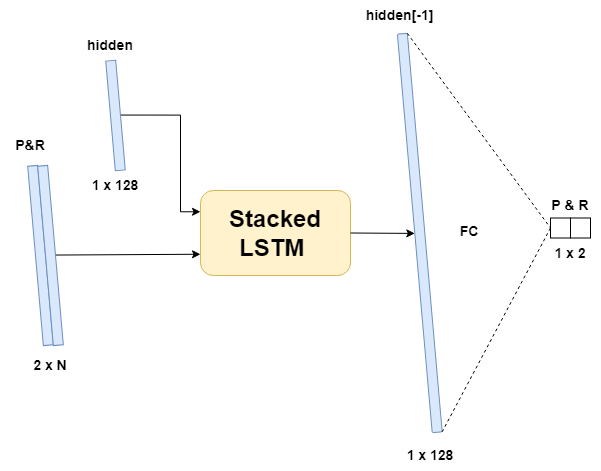 hidden[-1]
hidden
P&R
1 x 128
P & R
Stacked
LSTM
FC
1 x 2
2 x N
1 x 128